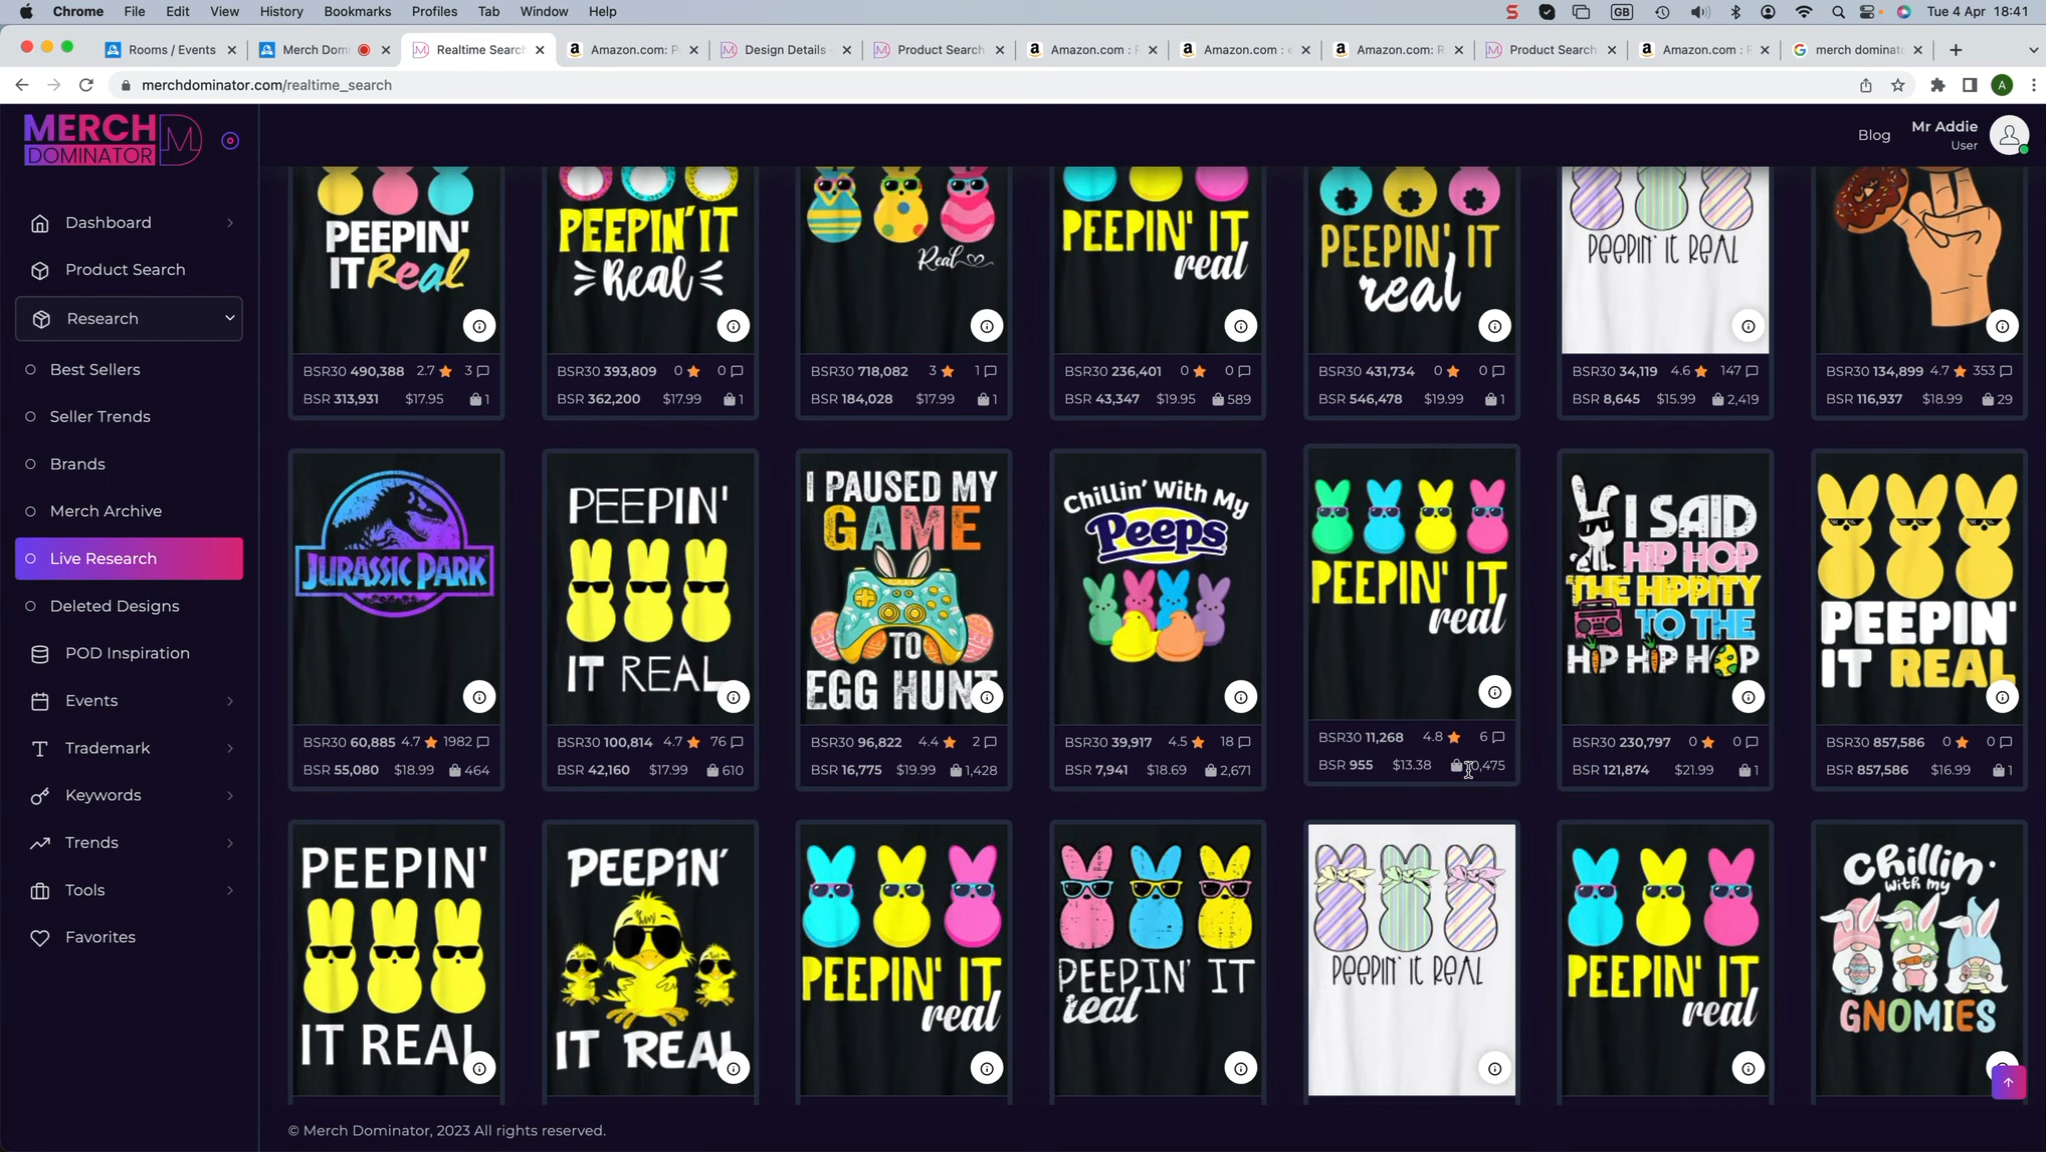 Chrome File Edit View History Bookmarks Profiles Tab Window Help GB Tue 4 Apr 18:41
Rooms / Events Merch Dom Realtime Searc Amazon.com: P Design Details - Product Search Amazon.com : Amazon.com : e Amazon.com: R Product Search Amazon.com : F merch dominat
merchdominator.com/realtime_search A
MERCH DOMINATOR
Blog Mr Addie
User
Dashboard
Product Search
Research
Best Sellers
Seller Trends
Brands
Merch Archive
Live Research
Deleted Designs
POD Inspiration
Events
Trademark
Keywords
Trends
Tools
Favorites
PEEPIN' IT Real
BSR30 490,388 2.7 3
BSR 313,931 $17.95 1
PEEPIN' IT Real
BSR30 393,809 0 0
BSR 362,200 $17.99 1
Real
BSR30 718,082 3 1
BSR 184,028 $17.99 1
PEEPIN' IT real
BSR30 236,401 0 0
BSR 43,347 $19.95 589
PEEPIN' IT real
BSR30 431,734 0 0
BSR 546,478 $19.99 1
PEEPIN' IT REAL
BSR30 34,119 4.6 147
BSR 8,645 $15.99 2,419
BSR30 134,899 4.7 353
BSR 116,937 $18.99 29
JURASSIC PARK
BSR30 60,885 4.7 1982
BSR 55,080 $18.99 464
PEEPIN'
IT REAL
BSR30 100,814 4.7 76
BSR 42,160 $17.99 610
I PAUSED MY
GAME
TO
EGG HUNT
BSR30 96,822 4.4 2
BSR 16,775 $19.99 1,428
Chillin' With My
Peeps
BSR30 39,917 4.5 18
BSR 7,941 $18.69 2,671
PEEPIN' IT
real
BSR30 11,268 4.8 6
BSR 955 $13.38
I SAID
HIP HOP
THE HIPPITY
TO THE
HIP HIP HOP
BSR30 230,797 0 0
BSR 121,874 $21.99 1
PEEPIN'
IT REAL
BSR30 857,586 0 0
BSR 857,586 $16.99 1
PEEPIN'
IT REAL
PEEPIN'
IT REAL
PEEPIN' IT
real
PEEPIN' IT
real
PEEPIN' IT REAL
PEEPIN' IT
real
Chillin
with my
GNOMIES
© Merch Dominator, 2023 All rights reserved.